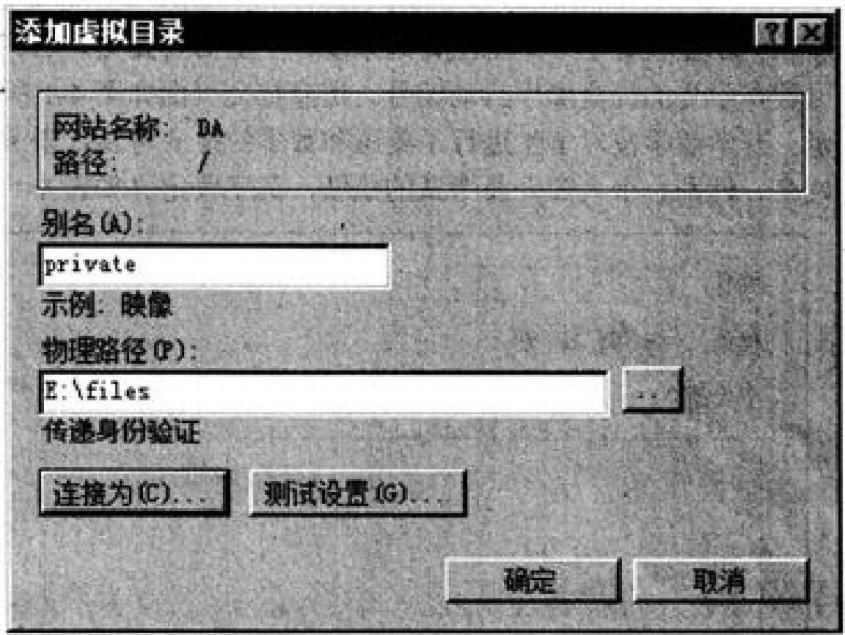 添加虚拟目录
网站名称: DA
路径: /
别名(A):
private
示例: 映像
物理路径(P):
E:\files
...
传递身份验证
连接为(C)...
测试设置(G)...
确定
取消